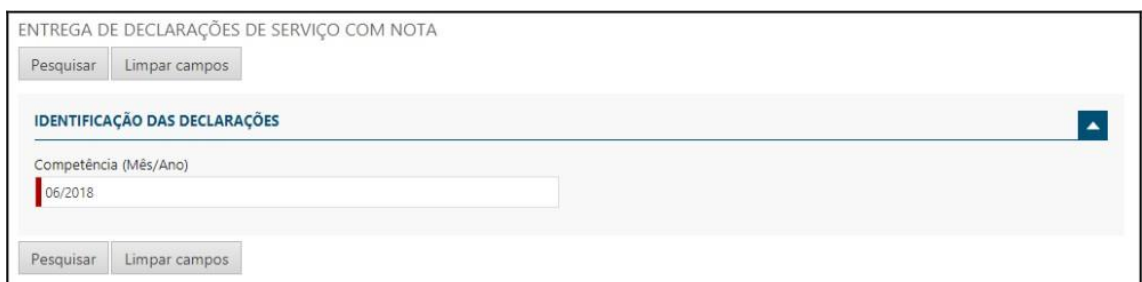 ENTREGA DE DECLARAÇÕES DE SERVIÇO COM NOTA
Pesquisar Limpar campos
IDENTIFICAÇÃO DAS DECLARAÇÕES
Competência (Mês/Ano)
06/2018
Pesquisar Limpar campos